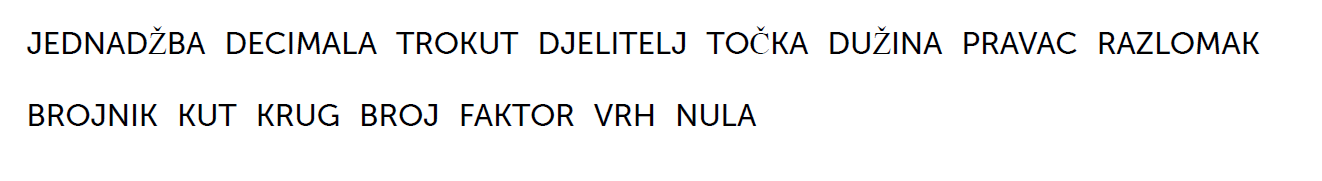 JEDNADŽBA DECIMALA TROKUT DJELITELJ TOČKA DUŽINA PRAVAC RAZLOMAK
BROJNIK KUT KRUG BROJ FAKTOR VRH NULA